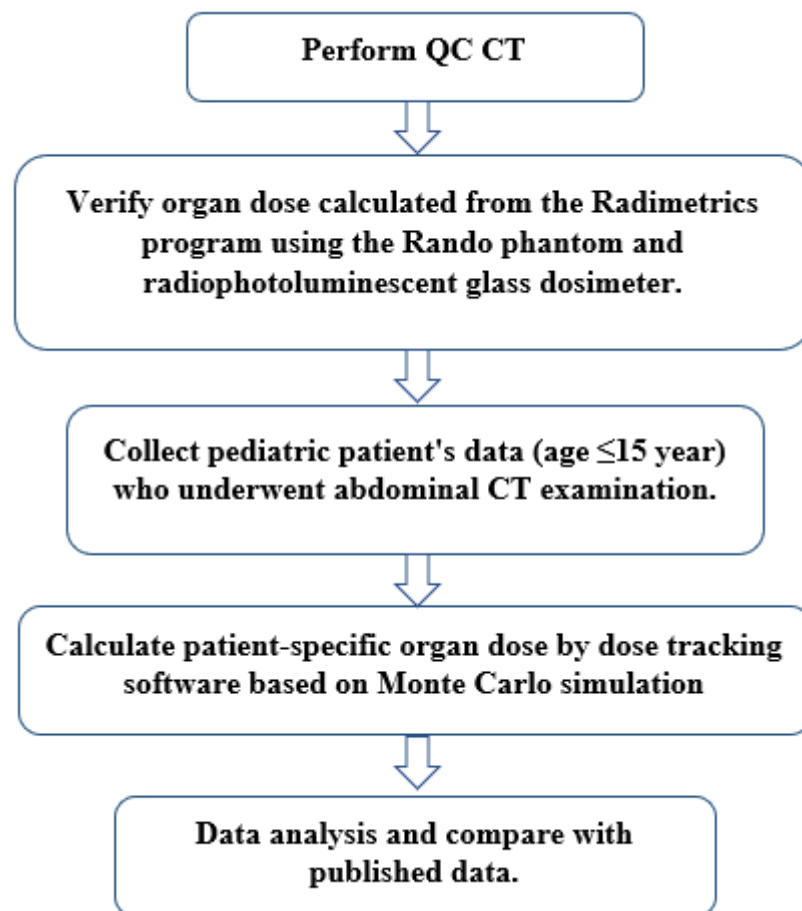 Perform QC CT
Verify organ dose calculated from the Radimetrics
program using the Rando phantom and
radiophotoluminescent glass dosimeter.
Collect pediatric patient's data (age ≤15 year)
who underwent abdominal CT examination.
Calculate patient-specific organ dose by dose tracking
software based on Monte Carlo simulation
Data analysis and compare with
published data.